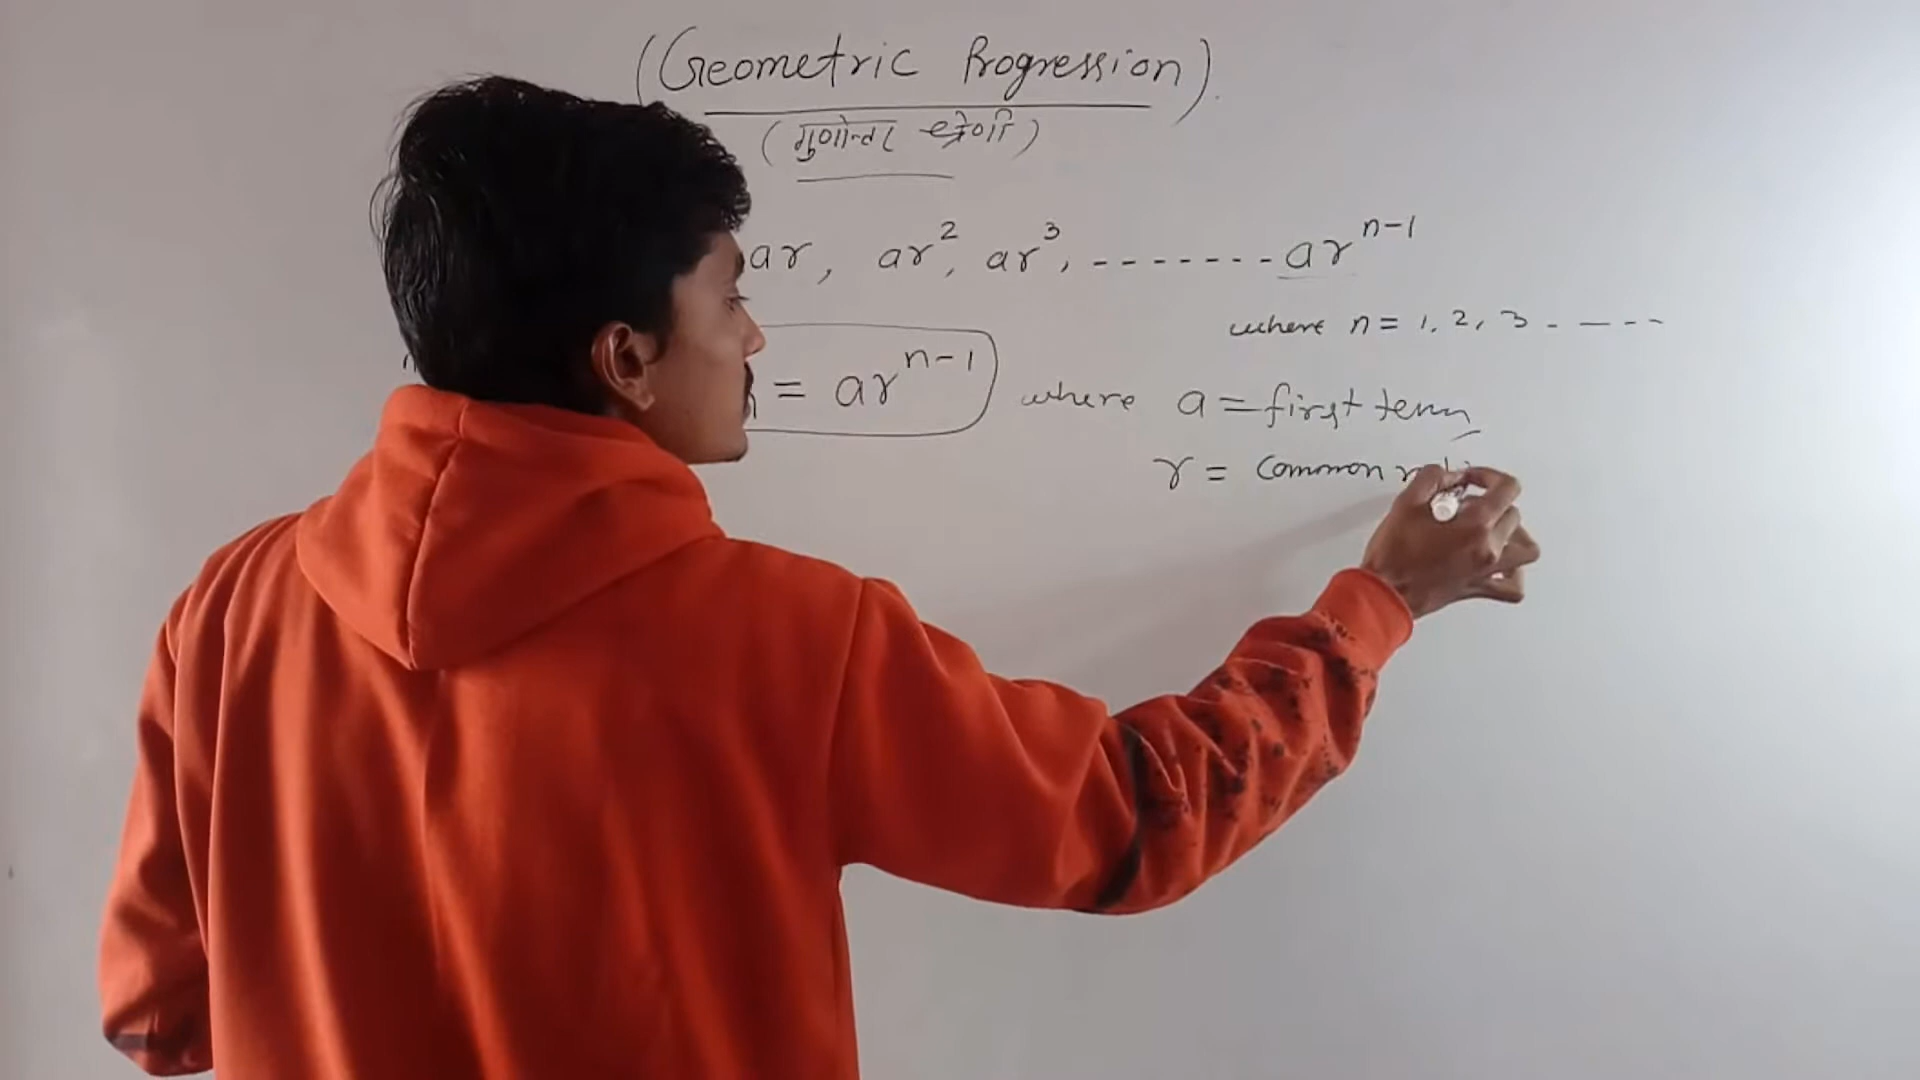 (Geometric Progression)
(गुणोन्तर श्रेणी)
ar, ar², ar³, ------- arⁿ⁻¹
where n = 1, 2, 3 - - - -
= arⁿ⁻¹ where a = first term
r = Common